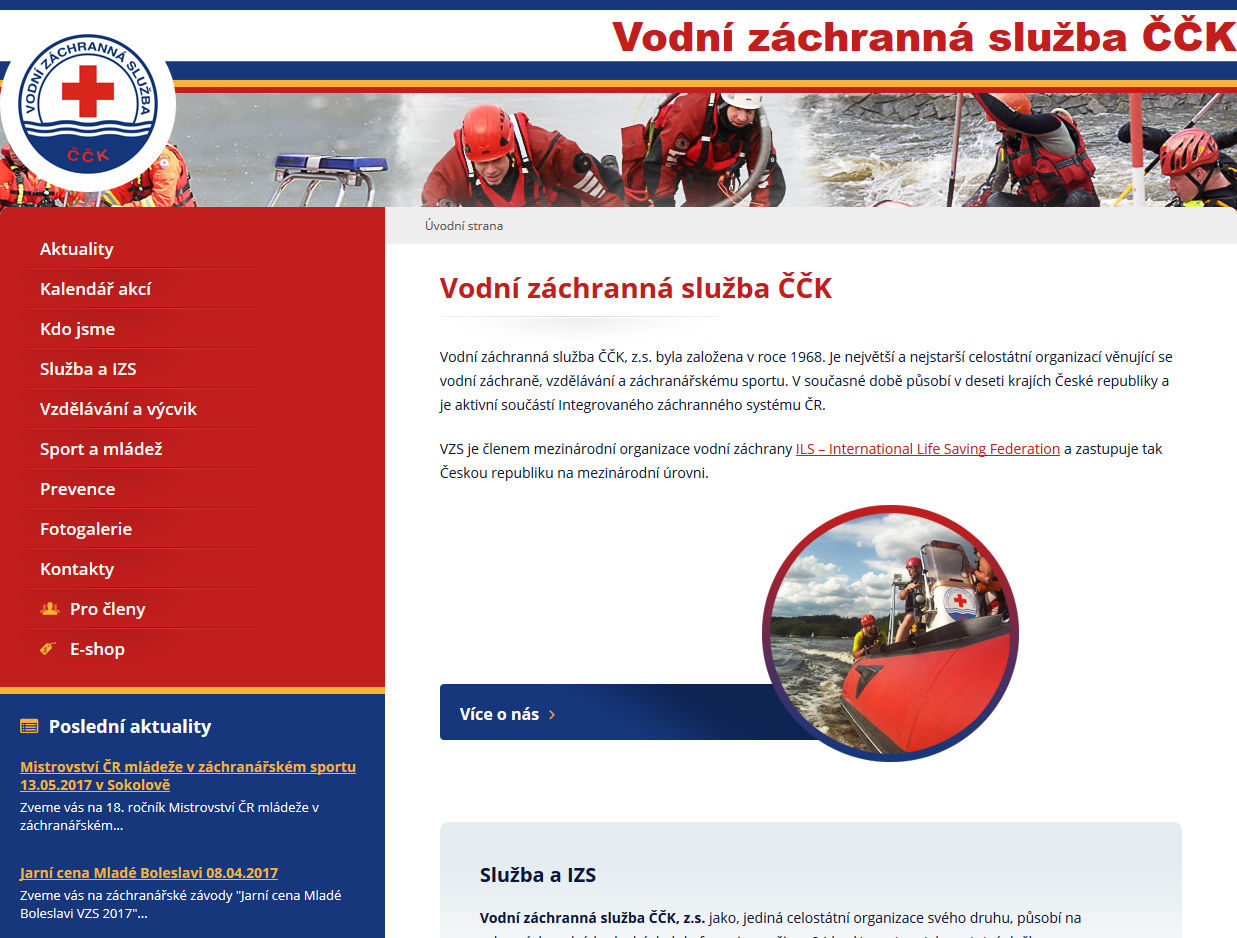 Vodní záchranná služba ČČK
VODNÍ ZÁCHRANNÁ SLUŽBA
ČČK
Aktuality
Kalendář akcí
Kdo jsme
Služba a IZS
Vzdělávání a výcvik
Sport a mládež
Prevence
Fotogalerie
Kontakty
Pro členy
E-shop
Poslední aktuality
Mistrovství ČR mládeže v záchranářském sportu
13.05.2017 v Sokolově
Zveme vás na 18. ročník Mistrovství ČR mládeže v
záchranářském...
Jarní cena Mladé Boleslavi 08.04.2017
Zveme vás na záchranářské závody "Jarní cena Mladé
Boleslavi VZS 2017"...
Úvodní strana
Vodní záchranná služba ČČK
Vodní záchranná služba ČČK, z.s. byla založena v roce 1968. Je největší a nejstarší celostátní organizací věnující se
vodní záchraně, vzdělávání a záchranářskému sportu. V současné době působí v deseti krajích České republiky a
je aktivní součástí Integrovaného záchranného systému ČR.
VZS je členem mezinárodní organizace vodní záchrany ILS – International Life Saving Federation a zastupuje tak
Českou republiku na mezinárodní úrovni.
Více o nás
Služba a IZS
Vodní záchranná služba ČČK, z.s. jako, jediná celostátní organizace svého druhu, působí na